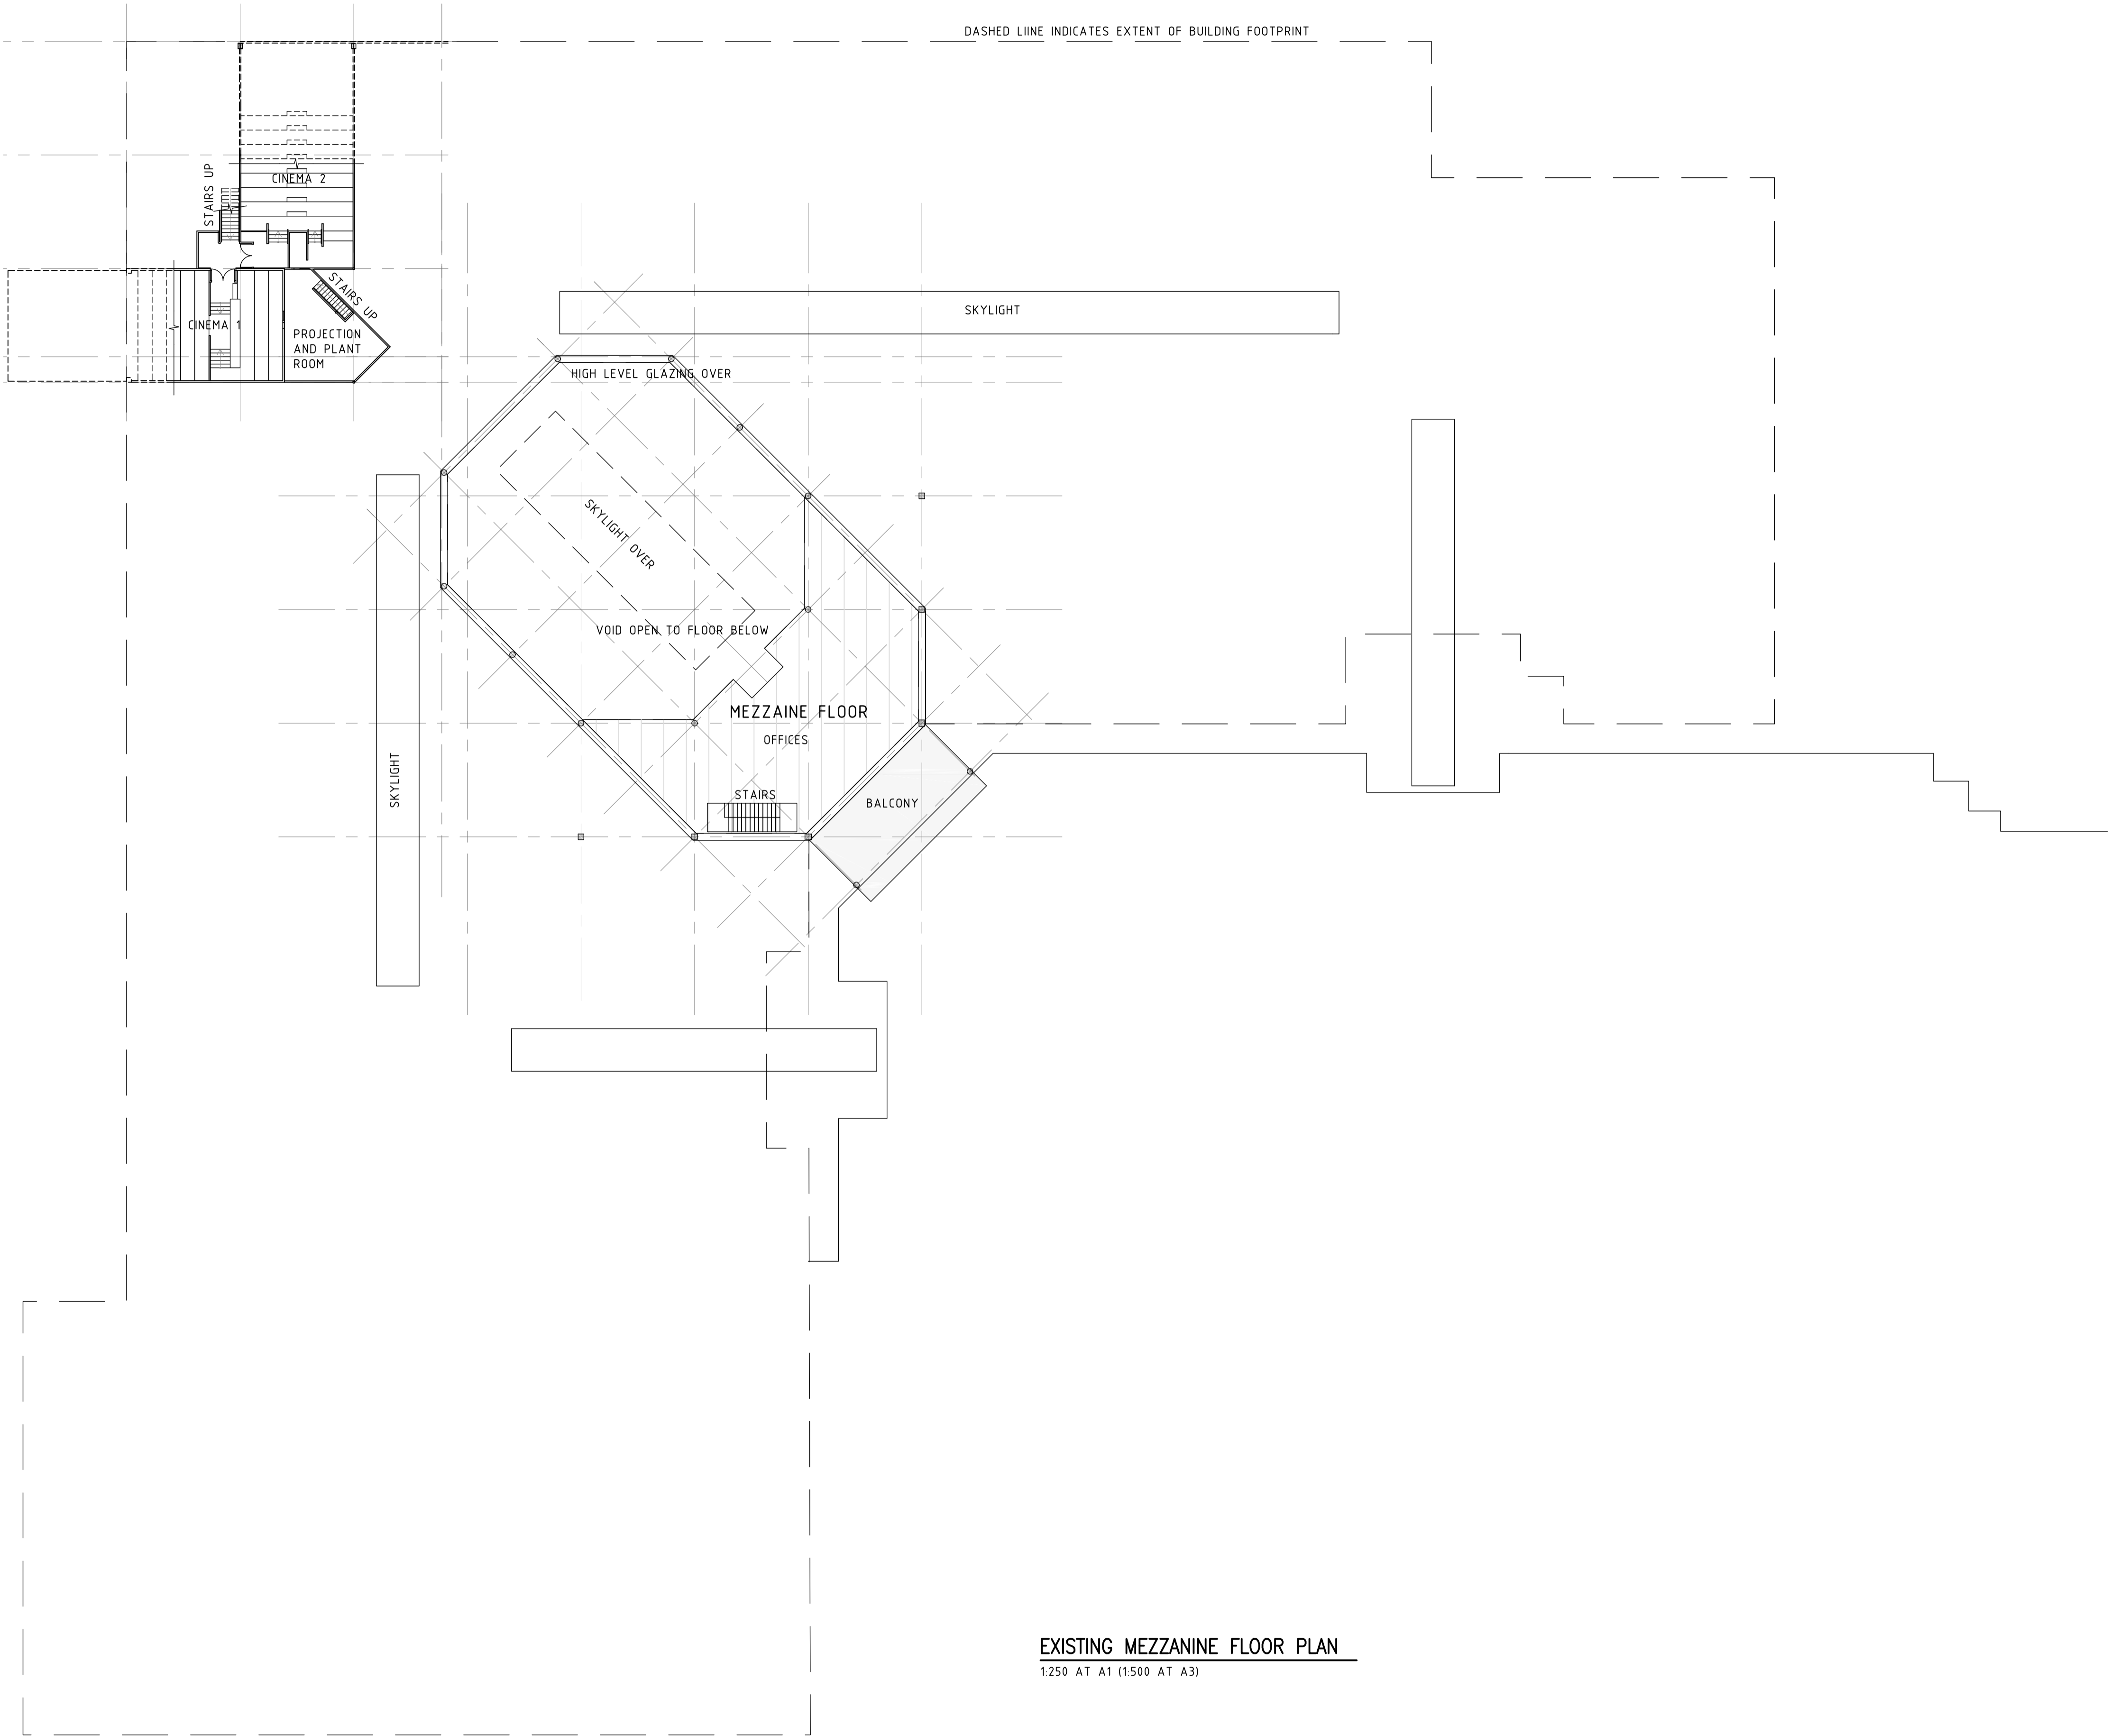 DASHED LIINE INDICATES EXTENT OF BUILDING FOOTPRINT
STAIRS UP
CINEMA 2
STAIRS UP
CINEMA 1
PROJECTION
AND PLANT
ROOM
SKYLIGHT
HIGH LEVEL GLAZING OVER
SKYLIGHT OVER
VOID OPEN TO FLOOR BELOW
MEZZAINE FLOOR
OFFICES
SKYLIGHT
STAIRS
BALCONY
EXISTING MEZZANINE FLOOR PLAN
1:250 AT A1 (1:500 AT A3)